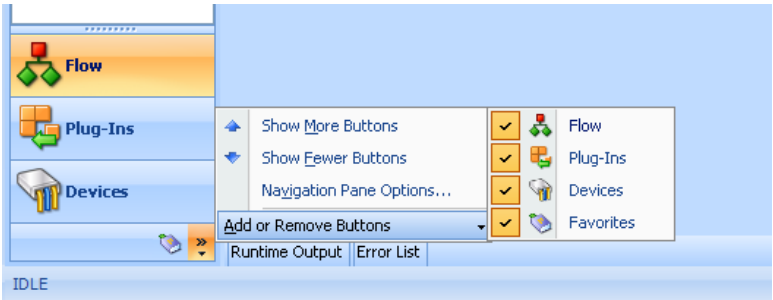 Flow
Plug-Ins
Devices
Show More Buttons
Show Fewer Buttons
Navigation Pane Options...
Add or Remove Buttons
Flow
Plug-Ins
Devices
Favorites
Runtime Output
Error List
IDLE